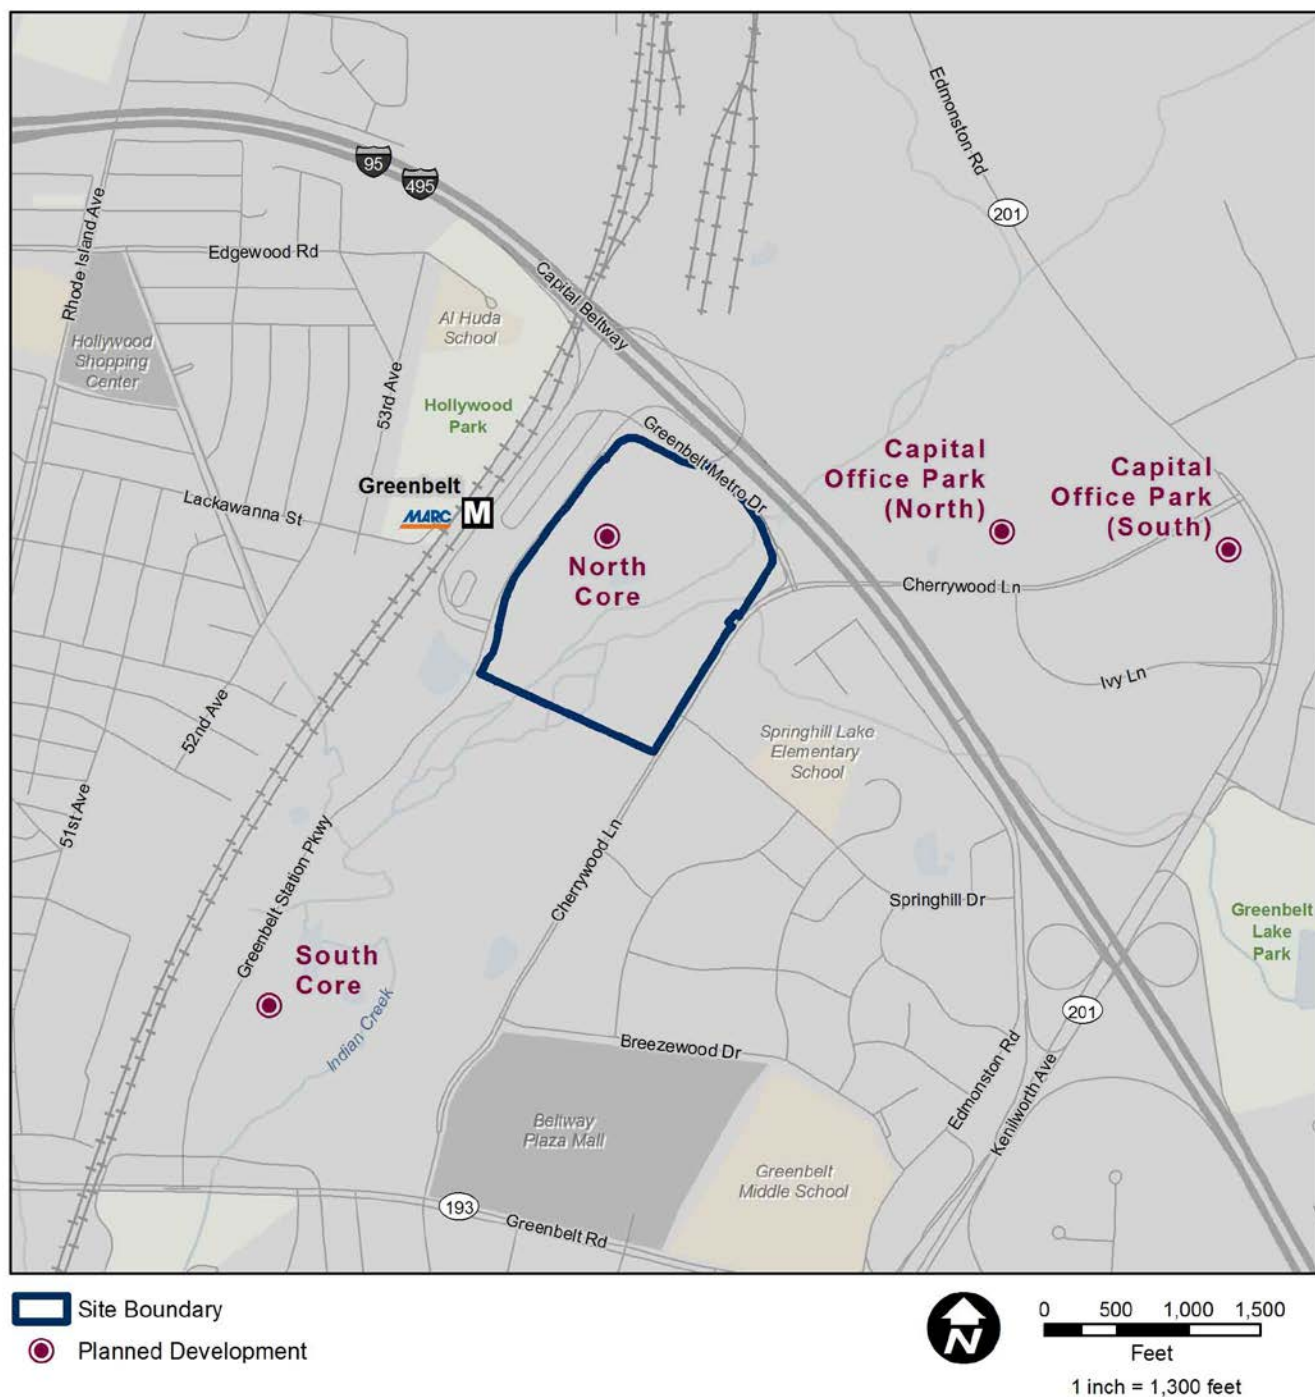 Edmonston Rd
201
95
495
Rhode Island Ave
Edgewood Rd
Capital Beltway
Al Huda
School
Hollywood
Shopping
Center
53rd Ave
Hollywood
Park
Greenbelt Metro Dr
Capital
Office Park
(North)
Capital
Office Park
(South)
Greenbelt
MARC
M
Lackawanna St
North
Core
Cherrywood Ln
Ivy Ln
52nd Ave
Springhill Lake
Elementary
School
51st Ave
Greenbelt Station Pkwy
Cherrywood Ln
Springhill Dr
Greenbelt
Lake
Park
South
Core
Indian Creek
201
Breezewood Dr
Edmonston Rd
Kenilworth Ave
Beltway
Plaza Mall
Greenbelt
Middle School
193
Greenbelt Rd
Site Boundary
Planned Development
N
0 500 1,000 1,500
Feet
1 inch = 1,300 feet